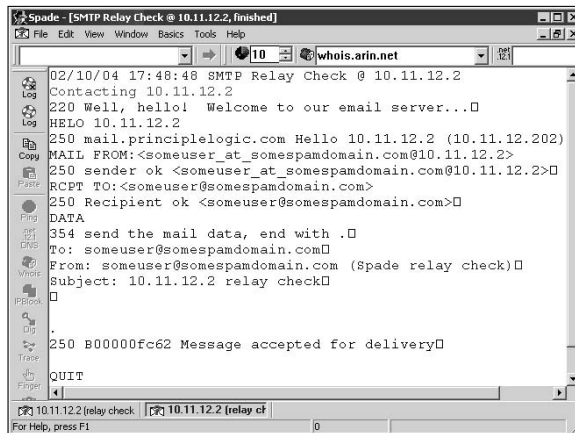 Spade - [SMTP Relay Check @ 10.11.12.2, finished]
File Edit View Window Basics Tools Help
10 whois.arin.net
02/10/04 17:48:48 SMTP Relay Check @ 10.11.12.2
Contacting 10.11.12.2
220 Well, hello! Welcome to our email server...
HELO 10.11.12.2
250 mail.principlelogic.com Hello 10.11.12.2 (10.11.12.202)
MAIL FROM:<someuser_at_somespamdomain.com@10.11.12.2>
250 sender ok <someuser_at_somespamdomain.com@10.11.12.2>
RCPT TO:<someuser@somespamdomain.com>
250 Recipient ok <someuser@somespamdomain.com>
DATA
354 send the mail data, end with .
To: someuser@somespamdomain.com
From: someuser@somespamdomain.com (Spade relay check)
Subject: 10.11.12.2 relay check
.
250 B00000fc62 Message accepted for delivery
QUIT
Log
Log
Copy
Paste
Ping
DNS
Whois
IPBlock
Dig
Trace
Finger
10.11.12.2 (relay check
10.11.12.2 (relay ch
For Help, press F1
0